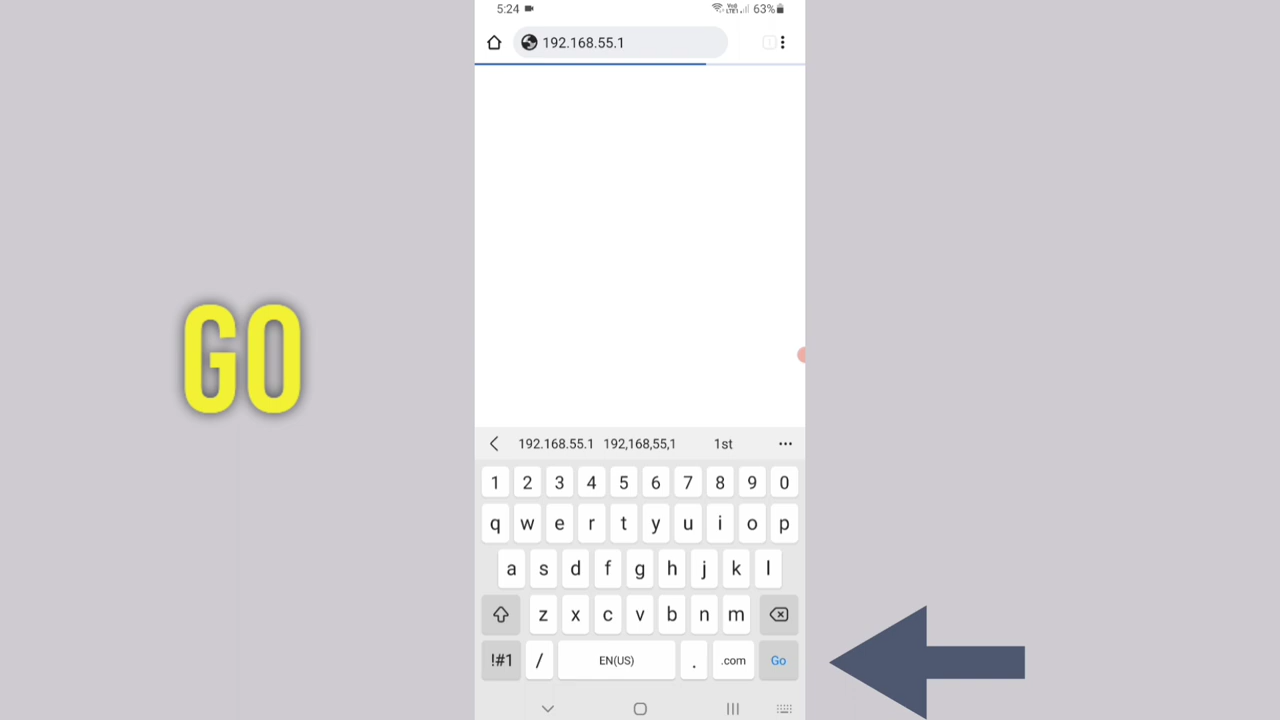 5:24 63%
192.168.55.1
GO
192.168.55.1 192,168,55,1 1st
1 2 3 4 5 6 7 8 9 0
q w e r t y u i o p
a s d f g h j k l
z x c v b n m
!#1 / EN(US) . .com Go